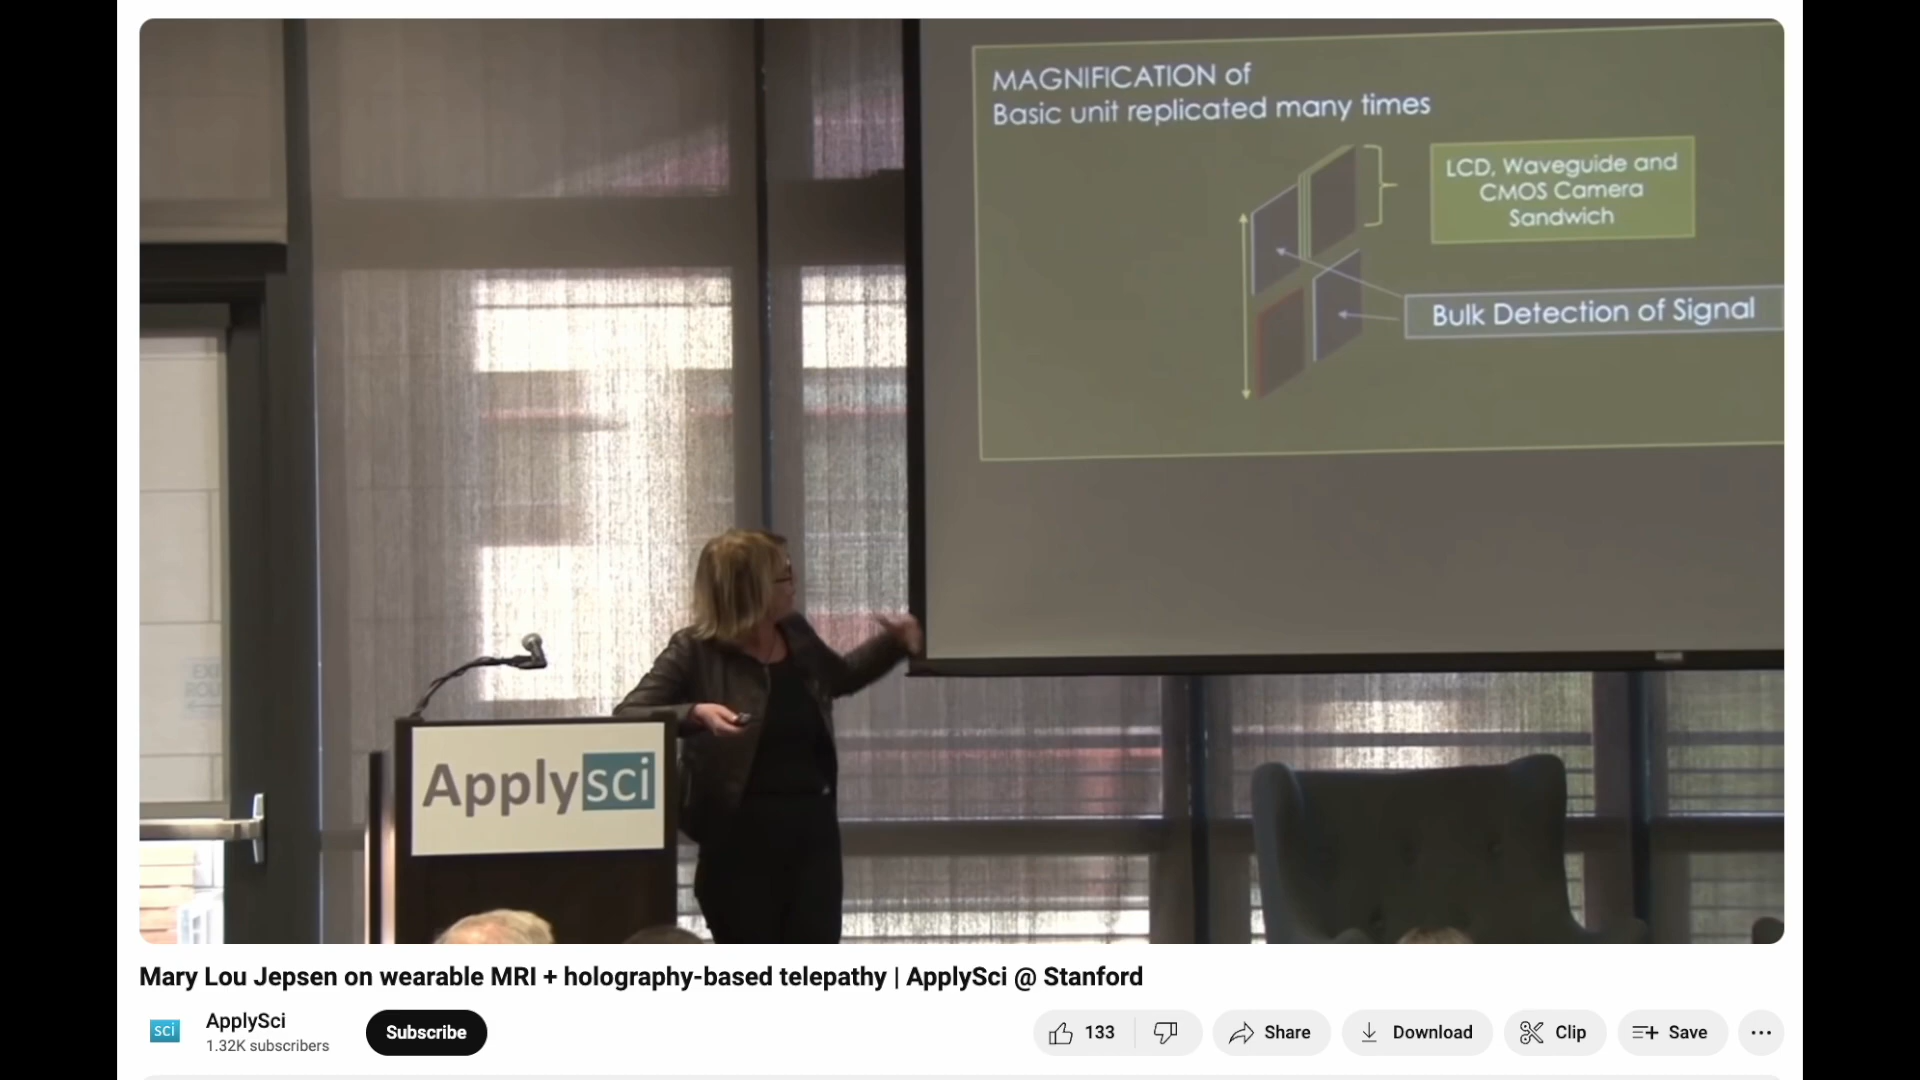 MAGNIFICATION of
Basic unit replicated many times
LCD, Waveguide and
CMOS Camera
Sandwich
Bulk Detection of Signal
Applysci
Mary Lou Jepsen on wearable MRI + holography-based telepathy | ApplySci @ Stanford
sci
ApplySci
1.32K subscribers
Subscribe
133
Share
Download
Clip
Save